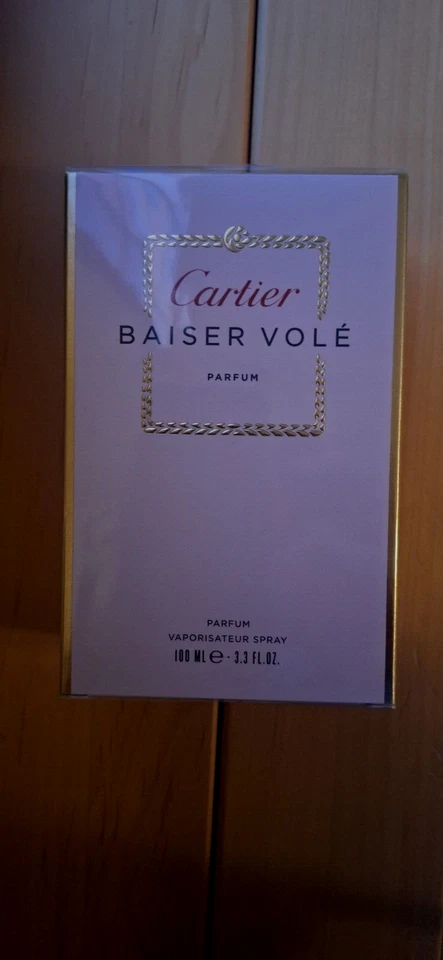 Cartier
BAISER VOLÉ
PARFUM
PARFUM
VAPORISATEUR SPRAY
100 ML ℮ - 3.3 FL.OZ.